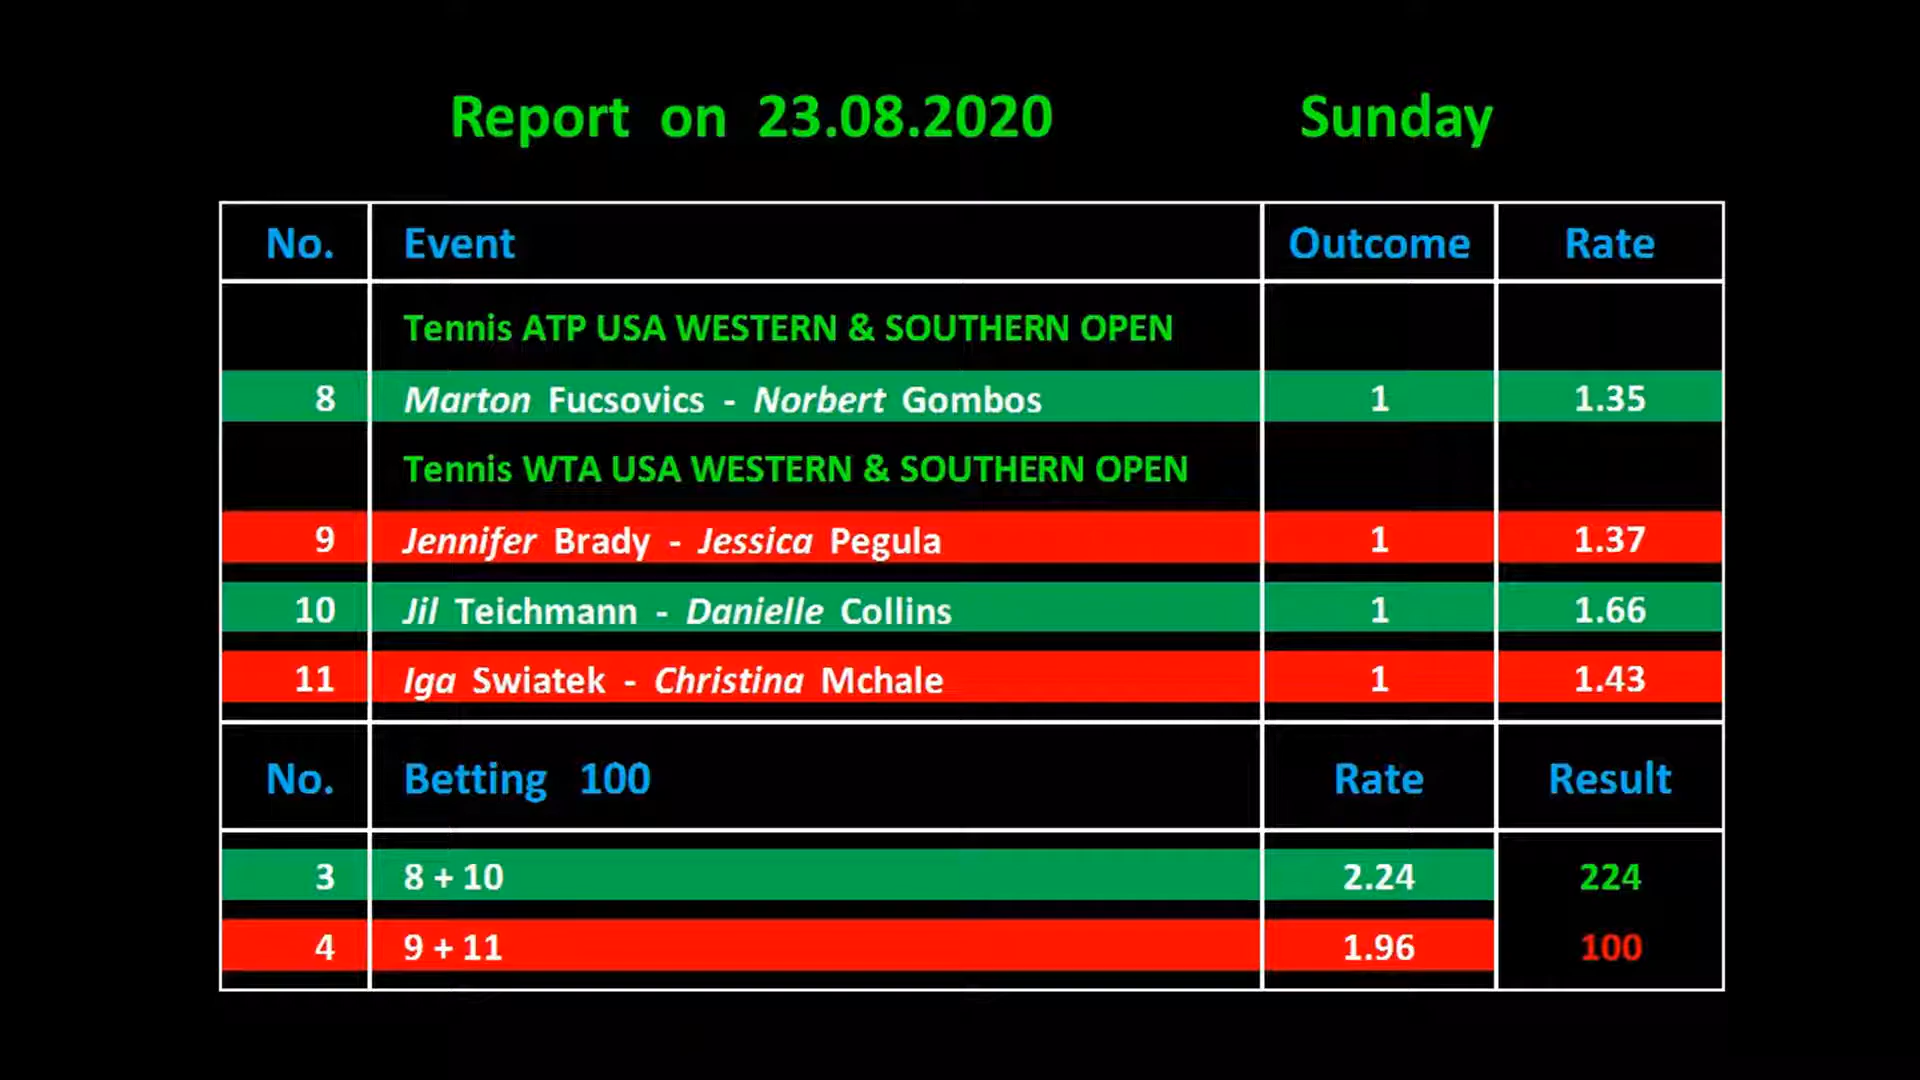 Report on 23.08.2020 Sunday
No. Event Outcome Rate
Tennis ATP USA WESTERN & SOUTHERN OPEN
8 Marton Fucsovics - Norbert Gombos 1 1.35
Tennis WTA USA WESTERN & SOUTHERN OPEN
9 Jennifer Brady - Jessica Pegula 1 1.37
10 Jil Teichmann - Danielle Collins 1 1.66
11 Iga Swiatek - Christina Mchale 1 1.43
No. Betting 100 Rate Result
3 8 + 10 2.24 224
4 9 + 11 1.96 100